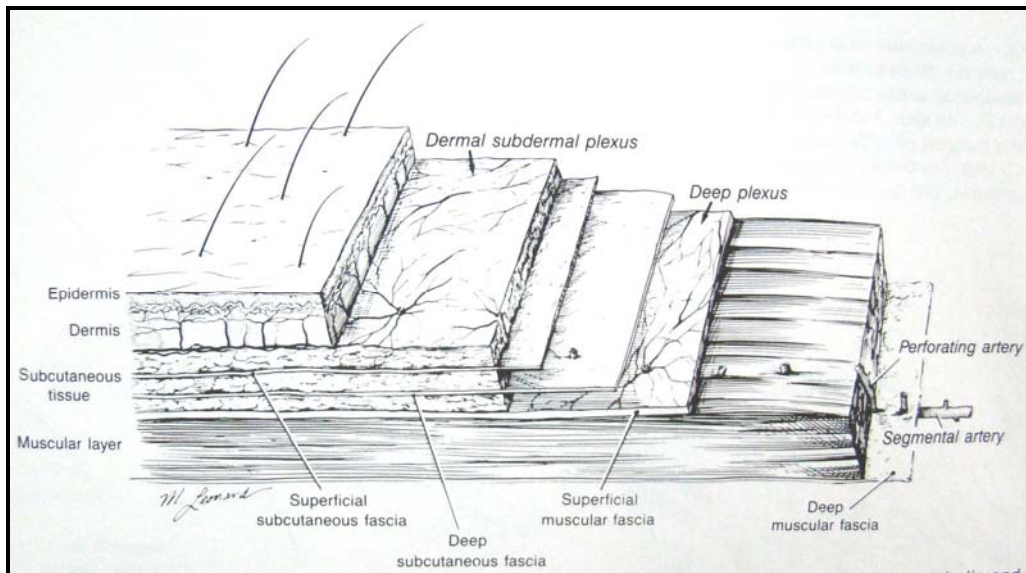 Dermal subdermal plexus
Deep plexus
Epidermis
Dermis
Subcutaneous
tissue
Muscular layer
Perforating artery
Segmental artery
Superficial
subcutaneous fascia
Deep
subcutaneous fascia
Superficial
muscular fascia
Deep
muscular fascia
M. Leonard